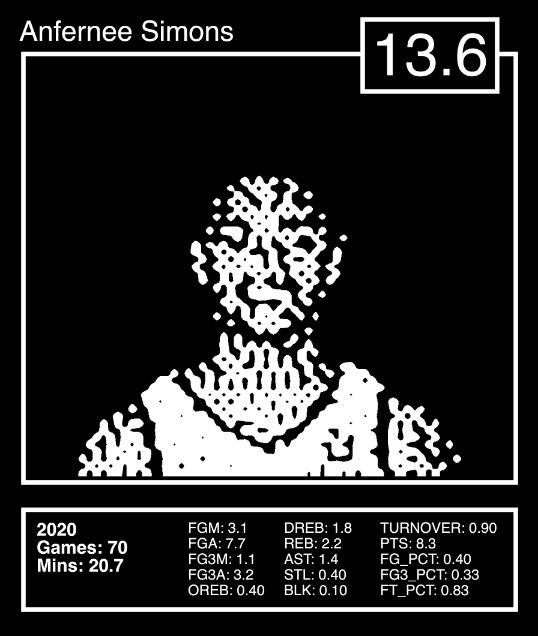 Anfernee Simons
13.6
2020
Games: 70
Mins: 20.7
FGM: 3.1
FGA: 7.7
FG3M: 1.1
FG3A: 3.2
OREB: 0.40
DREB: 1.8
REB: 2.2
AST: 1.4
STL: 0.40
BLK: 0.10
TURNOVER: 0.90
PTS: 8.3
FG_PCT: 0.40
FG3_PCT: 0.33
FT_PCT: 0.83